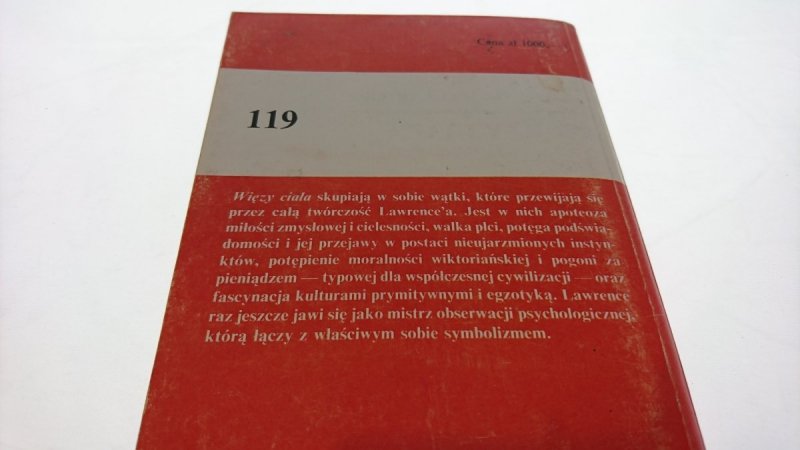 Cena zł 1000,-
119
Więzy ciała skupiają w sobie wątki, które przewijają się
przez całą twórczość Lawrence'a. Jest w nich apoteoza
miłości zmysłowej i cielesności, walka płci, potęga podświa-
domości i jej przejawy w postaci nieujarzmionych instyn-
któw, potępienie moralności wiktoriańskiej i pogoni za
pieniądzem — typowej dla współczesnej cywilizacji — oraz
fascynacja kulturami prymitywnymi i egzotyką. Lawrence
raz jeszcze jawi się jako mistrz obserwacji psychologicznej,
którą łączy z właściwym sobie symbolizmem.